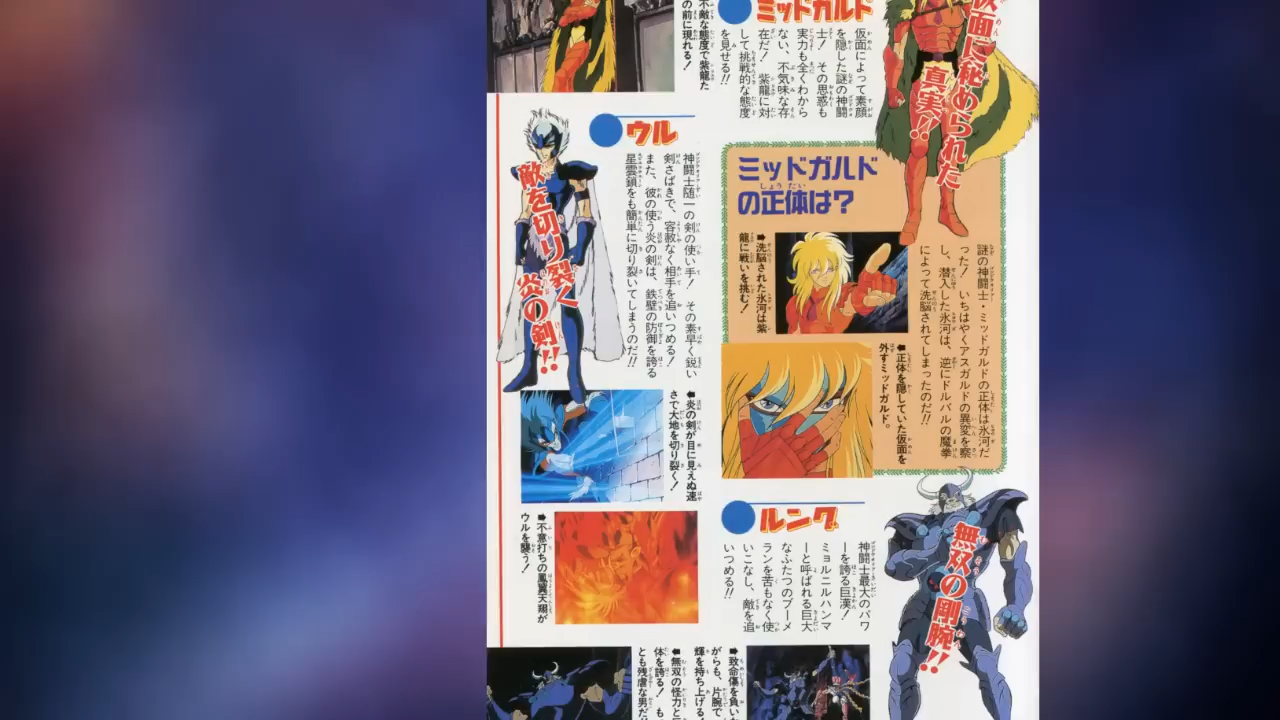 不敵な態度で紫龍た
の前に現れる！
ミッドガルド
仮面によって素顔
を隠した謎の神闘
士！ その思惑も
実力も全くわから
ない、不気味な存
在だ！ 紫龍に対
して挑戦的な態度
を見せる!!
仮面に秘められた
真実!!
ウル
神闘士随一の剣の使い手！ その素早く鋭い
剣さばきで、容赦なく相手を追いつめる！
また、彼の使う炎の剣は、鉄壁の防御を誇る
星雲鎖をも簡単に切り裂いてしまうのだ!!
敵を切り裂く
炎の剣!!
炎の剣が目に見えぬ速
さで大地を切り裂く！
不意打ちの鳳翼天翔が
ウルを襲う！
ミッドガルド
の正体は？
謎の神闘士・ミッドガルドの正体は氷河だ
った！ いちはやくアスガルドの異変を察
し、潜入した氷河は、逆にドルバルの魔拳
によって洗脳されてしまったのだ!!
洗脳された氷河は紫
龍に戦いを挑む！
正体を隠していた仮面を
外すミッドガルド。
ルング
神闘士最大のパワ
ーを誇る巨漢！
ミョルニルハンマ
ーと呼ばれる巨大
なふたつのブーメ
ランを苦もなく使
いこなし、敵を追
いつめる!!
無双の剛腕!!
致命傷を負いな
がらも、片腕で
輝を持ち上げる！
無双の怪力と巨
体を誇る！ も
とも残虐な男だ